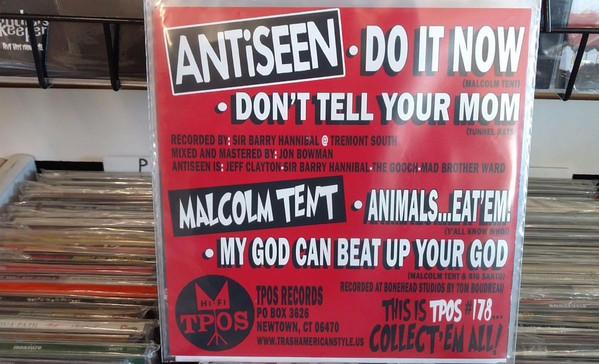 ANTiSEEN • DO IT NOW
(MALCOLM TENT)
• DON'T TELL YOUR MOM
(TUNNEL RATS)
RECORDED BY: SIR BARRY HANNIBAL @ TREMONT SOUTH
MIXED AND MASTERED BY: JON BOWMAN
ANTISEEN IS: JEFF CLAYTON-SIR BARRY HANNIBAL-THE GOOCH-MAD BROTHER WARD
MALCOLM TENT • ANIMALS...EAT'EM!
(Y'ALL KNOW WHO)
• MY GOD CAN BEAT UP YOUR GOD
(MALCOLM TENT & BIG SANTO)
RECORDED AT BONEHEAD STUDIOS BY TOM BOUDREAU
HI-FI
TPOS
TPOS RECORDS
PO BOX 3626
NEWTOWN, CT 06470
WWW.TRASHAMERICANSTYLE.US
THIS IS TPOS #178...
COLLECT'EM ALL!